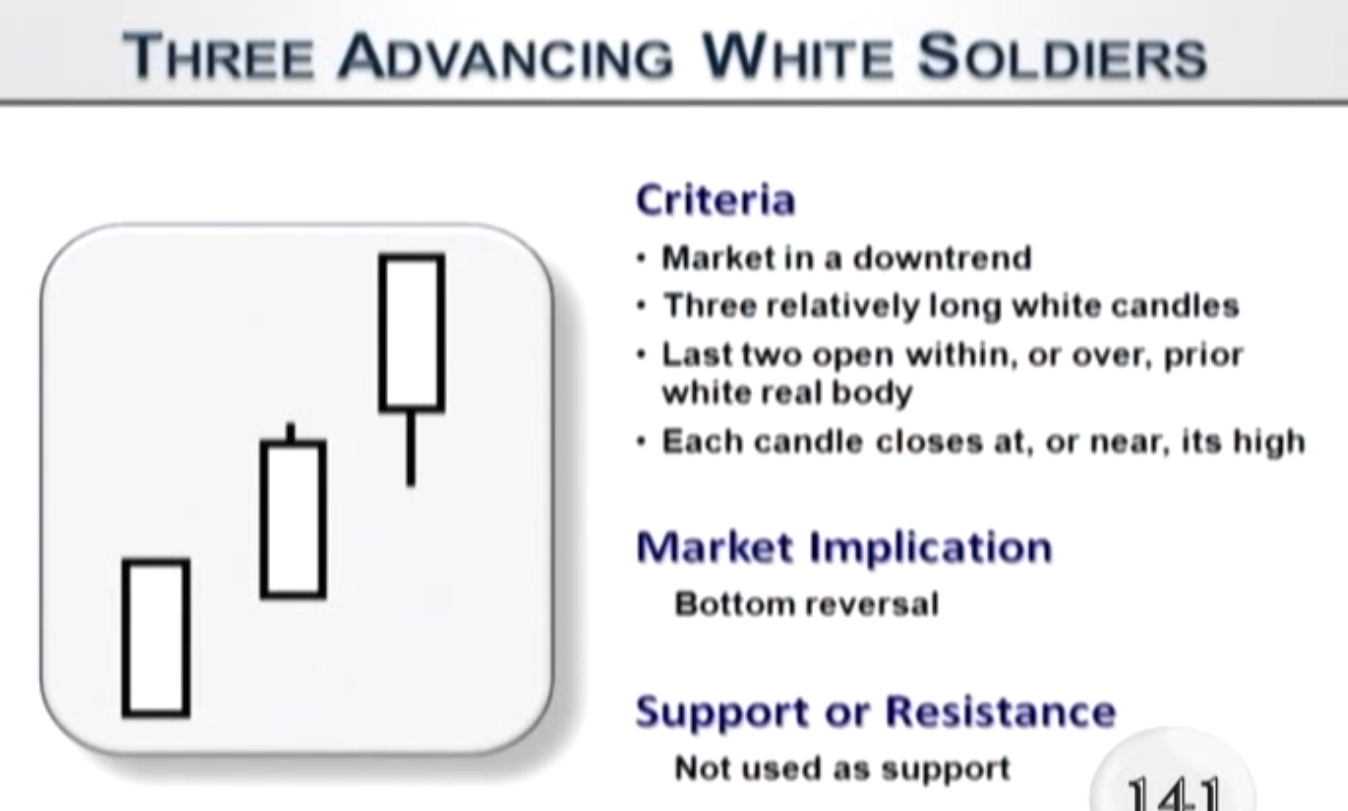 THREE ADVANCING WHITE SOLDIERS
Criteria
• Market in a downtrend
• Three relatively long white candles
• Last two open within, or over, prior
white real body
• Each candle closes at, or near, its high
Market Implication
Bottom reversal
Support or Resistance
Not used as support
141